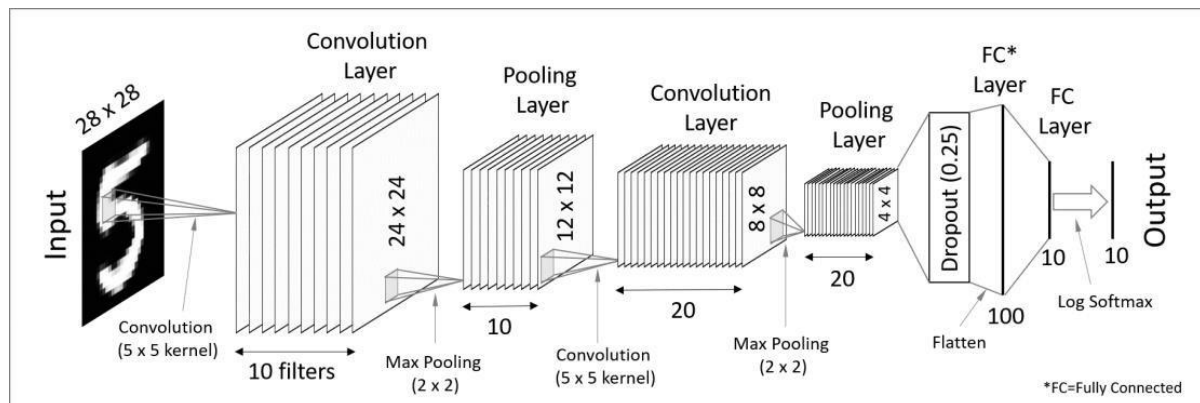 28 x 28
Input
Convolution
(5 x 5 kernel)
Convolution
Layer
24 x 24
10 filters
Max Pooling
(2 x 2)
Pooling
Layer
12 x 12
10
Convolution
(5 x 5 kernel)
Convolution
Layer
8 x 8
20
Max Pooling
(2 x 2)
Pooling
Layer
4 x 4
20
Dropout (0.25)
Flatten
FC*
Layer
100
FC
Layer
10
Log Softmax
10
Output
*FC=Fully Connected